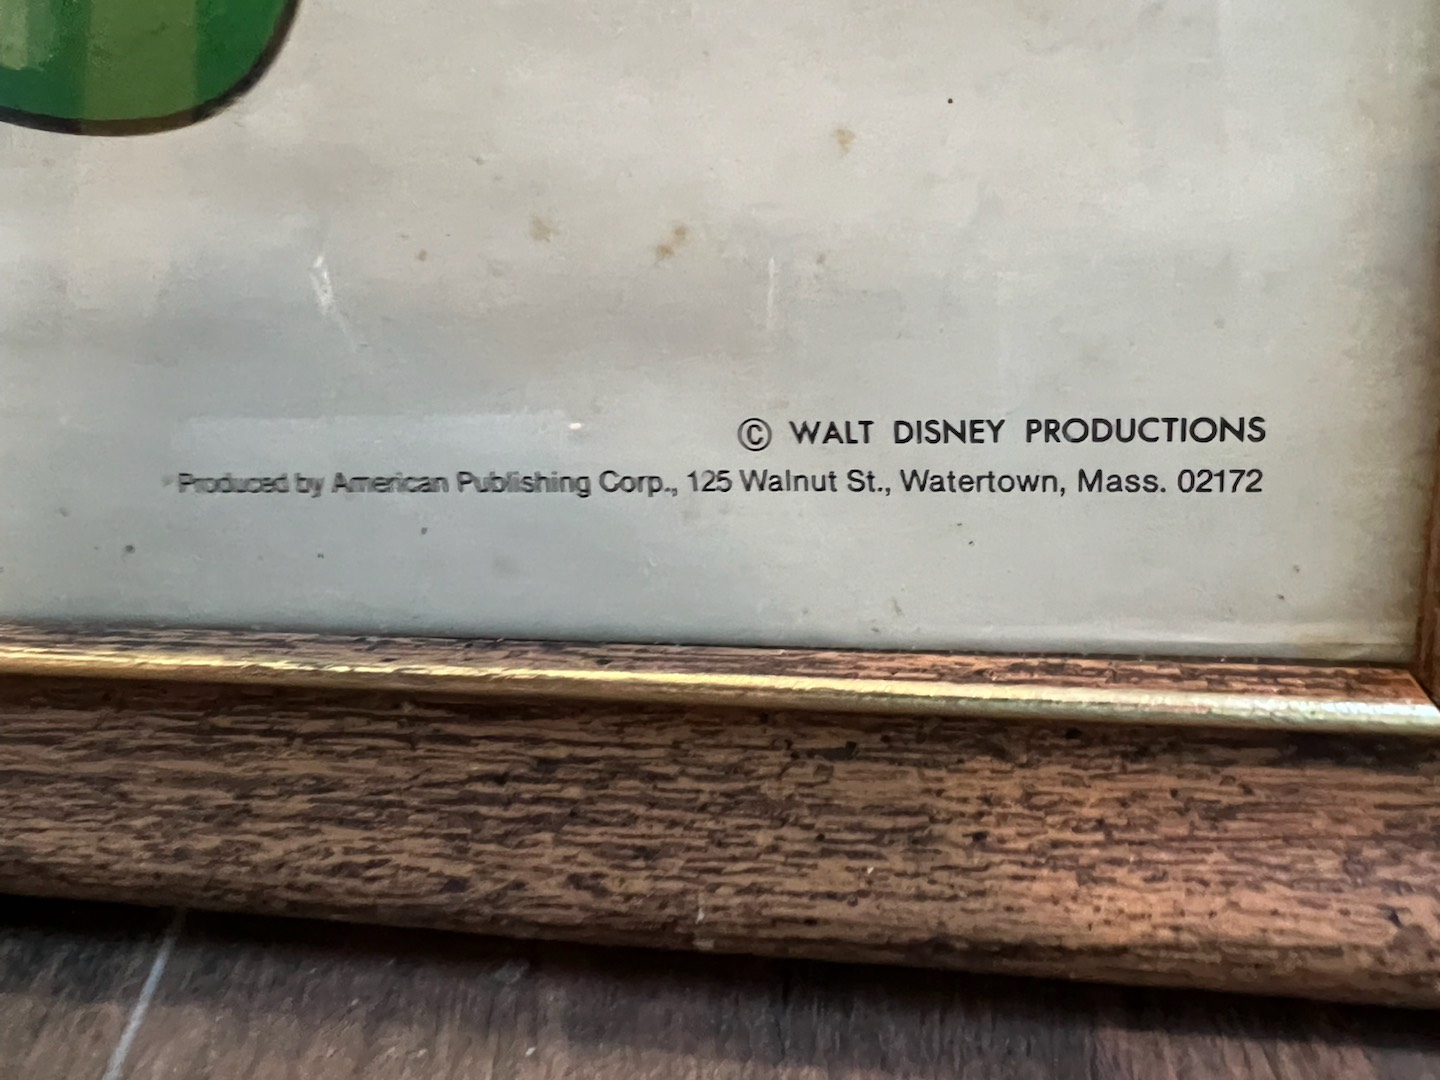 © WALT DISNEY PRODUCTIONS
Produced by American Publishing Corp., 125 Walnut St., Watertown, Mass. 02172